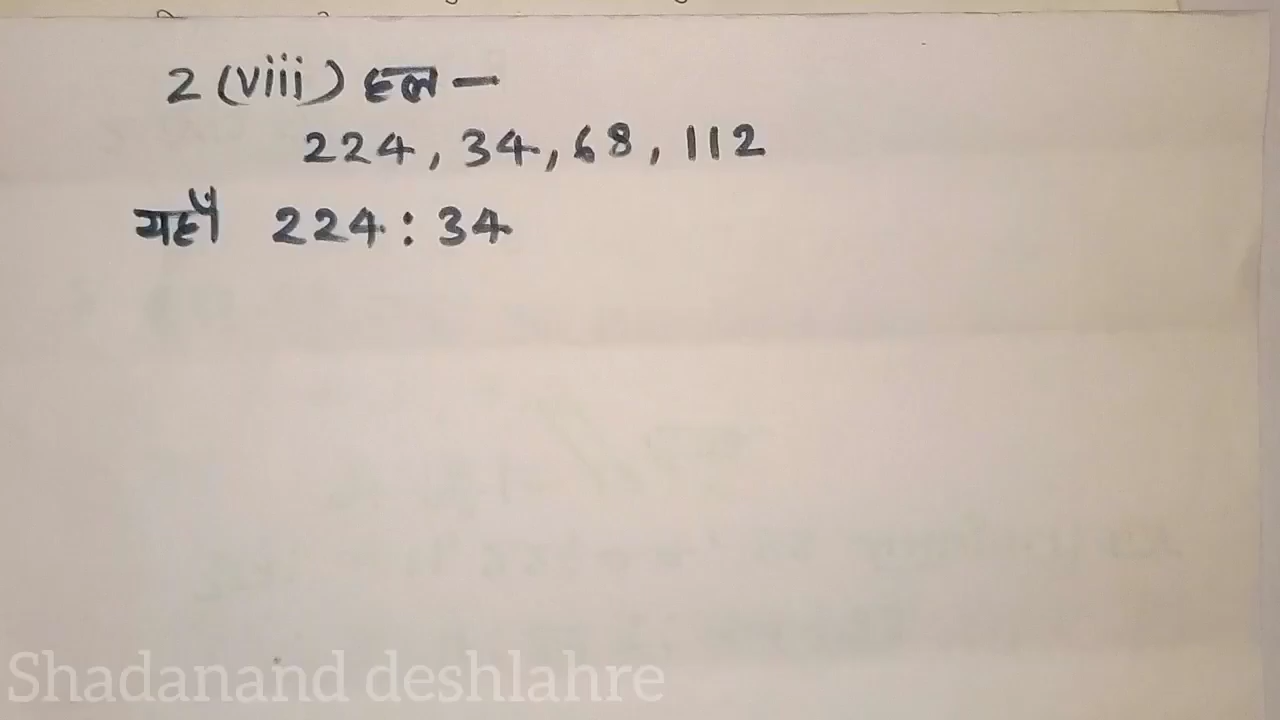 2 (viii) हल —
224, 34, 68, 112
यहाँ 224 : 34
Shadanand deshlahre